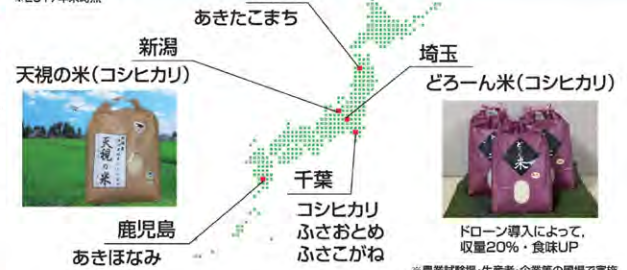 あきたこまち
新潟
天視の米(コシヒカリ)
天視の米
埼玉
どろーん米(コシヒカリ)
千葉
コシヒカリ
ふさおとめ
ふさこがね
鹿児島
あきほなみ
ドローン導入によって、
収量20%・食味UP